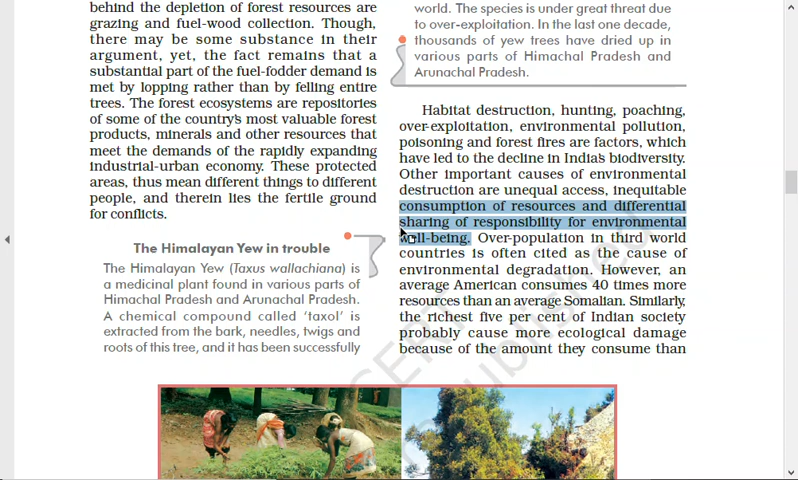 behind the depletion of forest resources are
grazing and fuel-wood collection. Though,
there may be some substance in their
argument, yet, the fact remains that a
substantial part of the fuel-fodder demand is
met by lopping rather than by felling entire
trees. The forest ecosystems are repositories
of some of the country's most valuable forest
products, minerals and other resources that
meet the demands of the rapidly expanding
industrial-urban economy. These protected
areas, thus mean different things to different
people, and therein lies the fertile ground
for conflicts.
The Himalayan Yew in trouble
The Himalayan Yew (Taxus wallachiana) is
a medicinal plant found in various parts of
Himachal Pradesh and Arunachal Pradesh.
A chemical compound called 'taxol' is
extracted from the bark, needles, twigs and
roots of this tree, and it has been successfully
world. The species is under great threat due
to over-exploitation. In the last one decade,
thousands of yew trees have dried up in
various parts of Himachal Pradesh and
Arunachal Pradesh.
Habitat destruction, hunting, poaching,
over-exploitation, environmental pollution,
poisoning and forest fires are factors, which
have led to the decline in India's biodiversity.
Other important causes of environmental
destruction are unequal access, inequitable
consumption of resources and differential
sharing of responsibility for environmental
well-being. Over-population in third world
countries is often cited as the cause of
environmental degradation. However, an
average American consumes 40 times more
resources than an average Somalian. Similarly,
the richest five per cent of Indian society
probably cause more ecological damage
because of the amount they consume than